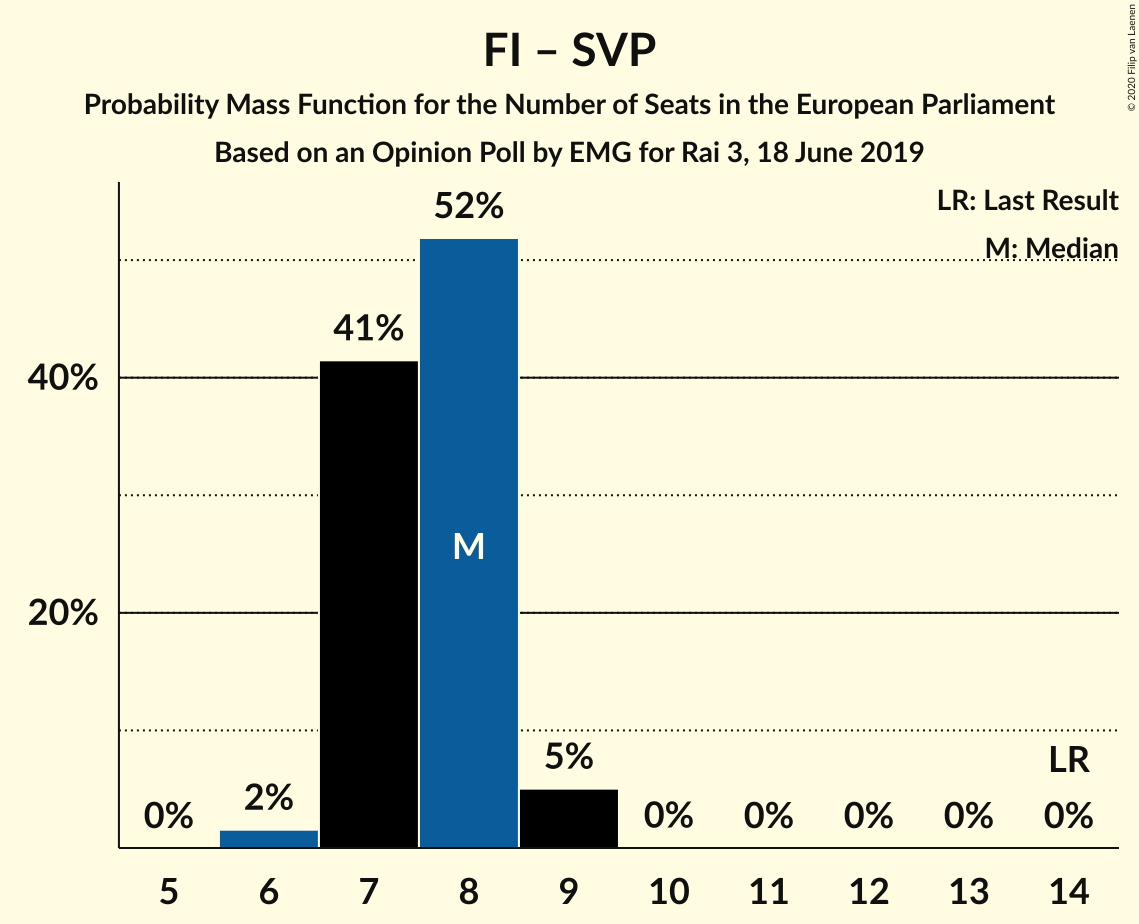 FI – SVP
Probability Mass Function for the Number of Seats in the European Parliament
Based on an Opinion Poll by EMG for Rai 3, 18 June 2019
© 2020 Filip van Laenen
LR: Last Result
M: Median
52%
41%
40%
M
20%
5%
LR
2%
0%
0%
0%
0%
0%
0%
5
6
7
8
9
10
11
12
13
14